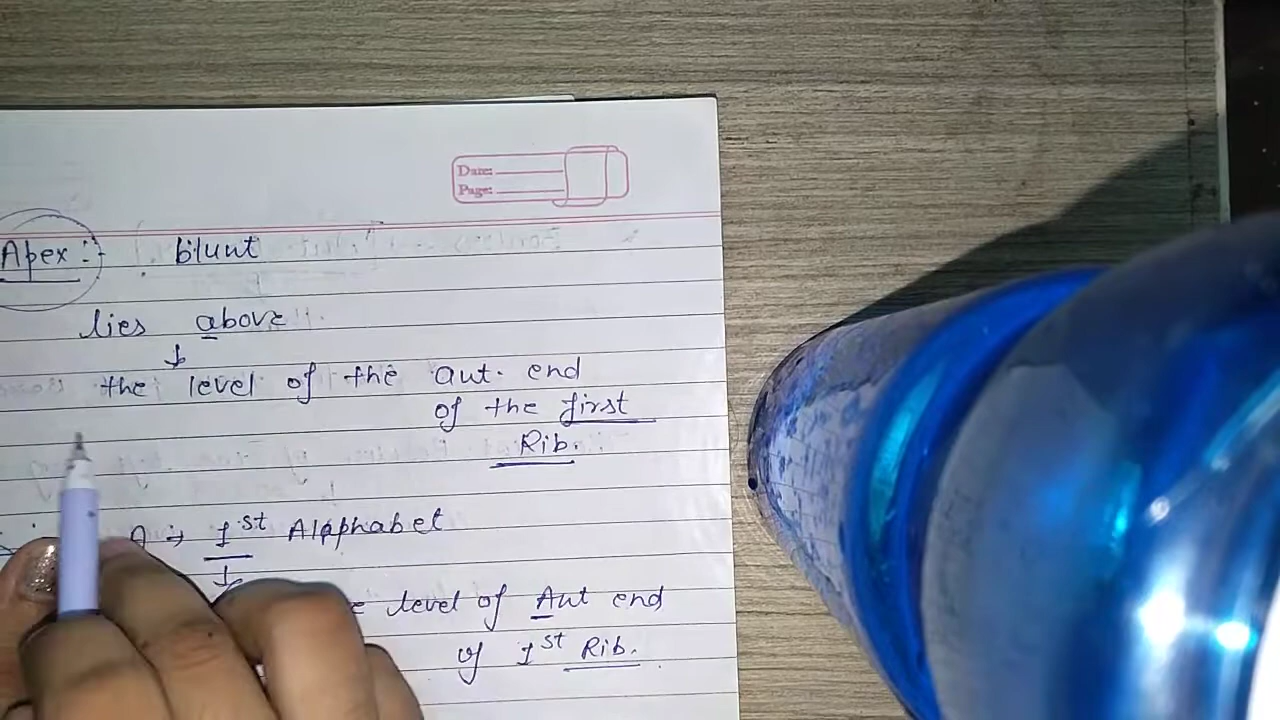 Date:
Page:
Apex :- blunt
lies above
↓
the level of the ant. end
of the first
Rib.
A → 1st Alphabet
↓
level of Ant end
of 1st Rib.